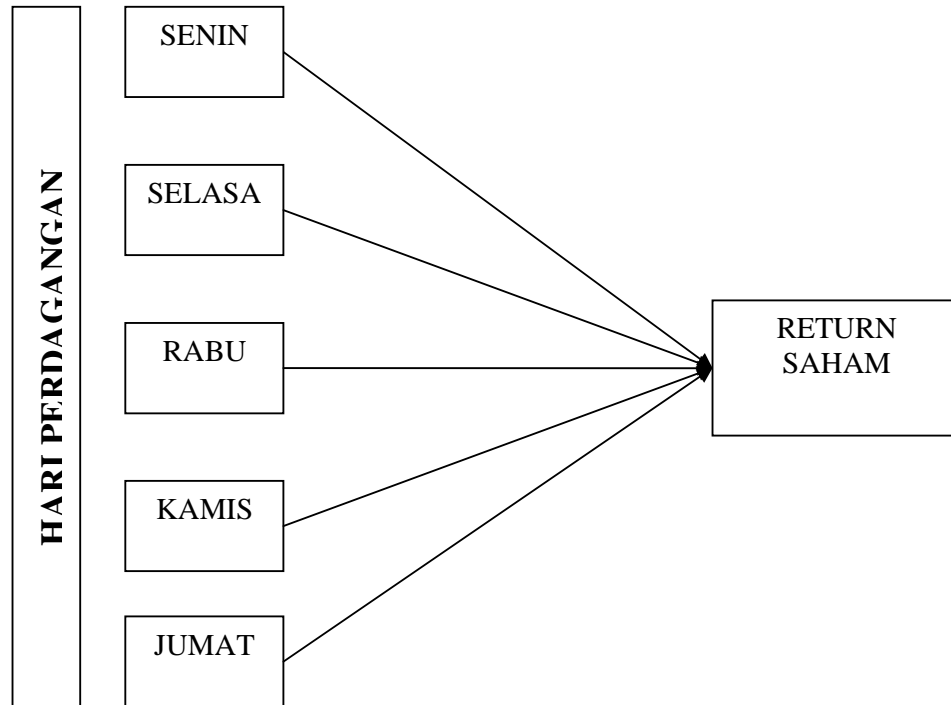 HARI PERDAGANGAN
SENIN
SELASA
RABU
KAMIS
JUMAT
RETURN
SAHAM